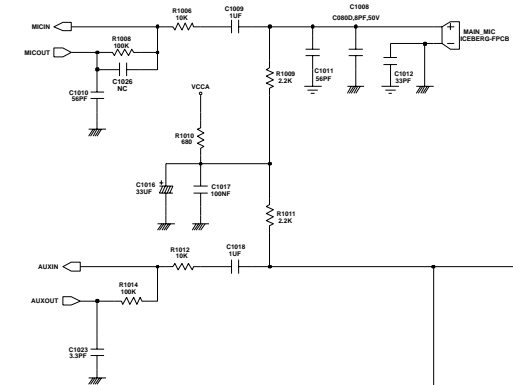 MICIN
R1006
10K
C1009
1UF
C1008
C080D,8PF,50V
MAIN_MIC
ICEBERG-FPCB
MICOUT
R1008
100K
C1026
NC
C1010
56PF
R1009
2.2K
C1011
56PF
C1012
33PF
VCCA
R1010
680
C1016
33UF
C1017
100NF
R1011
2.2K
AUXIN
R1012
10K
C1018
1UF
AUXOUT
R1014
100K
C1023
3.3PF